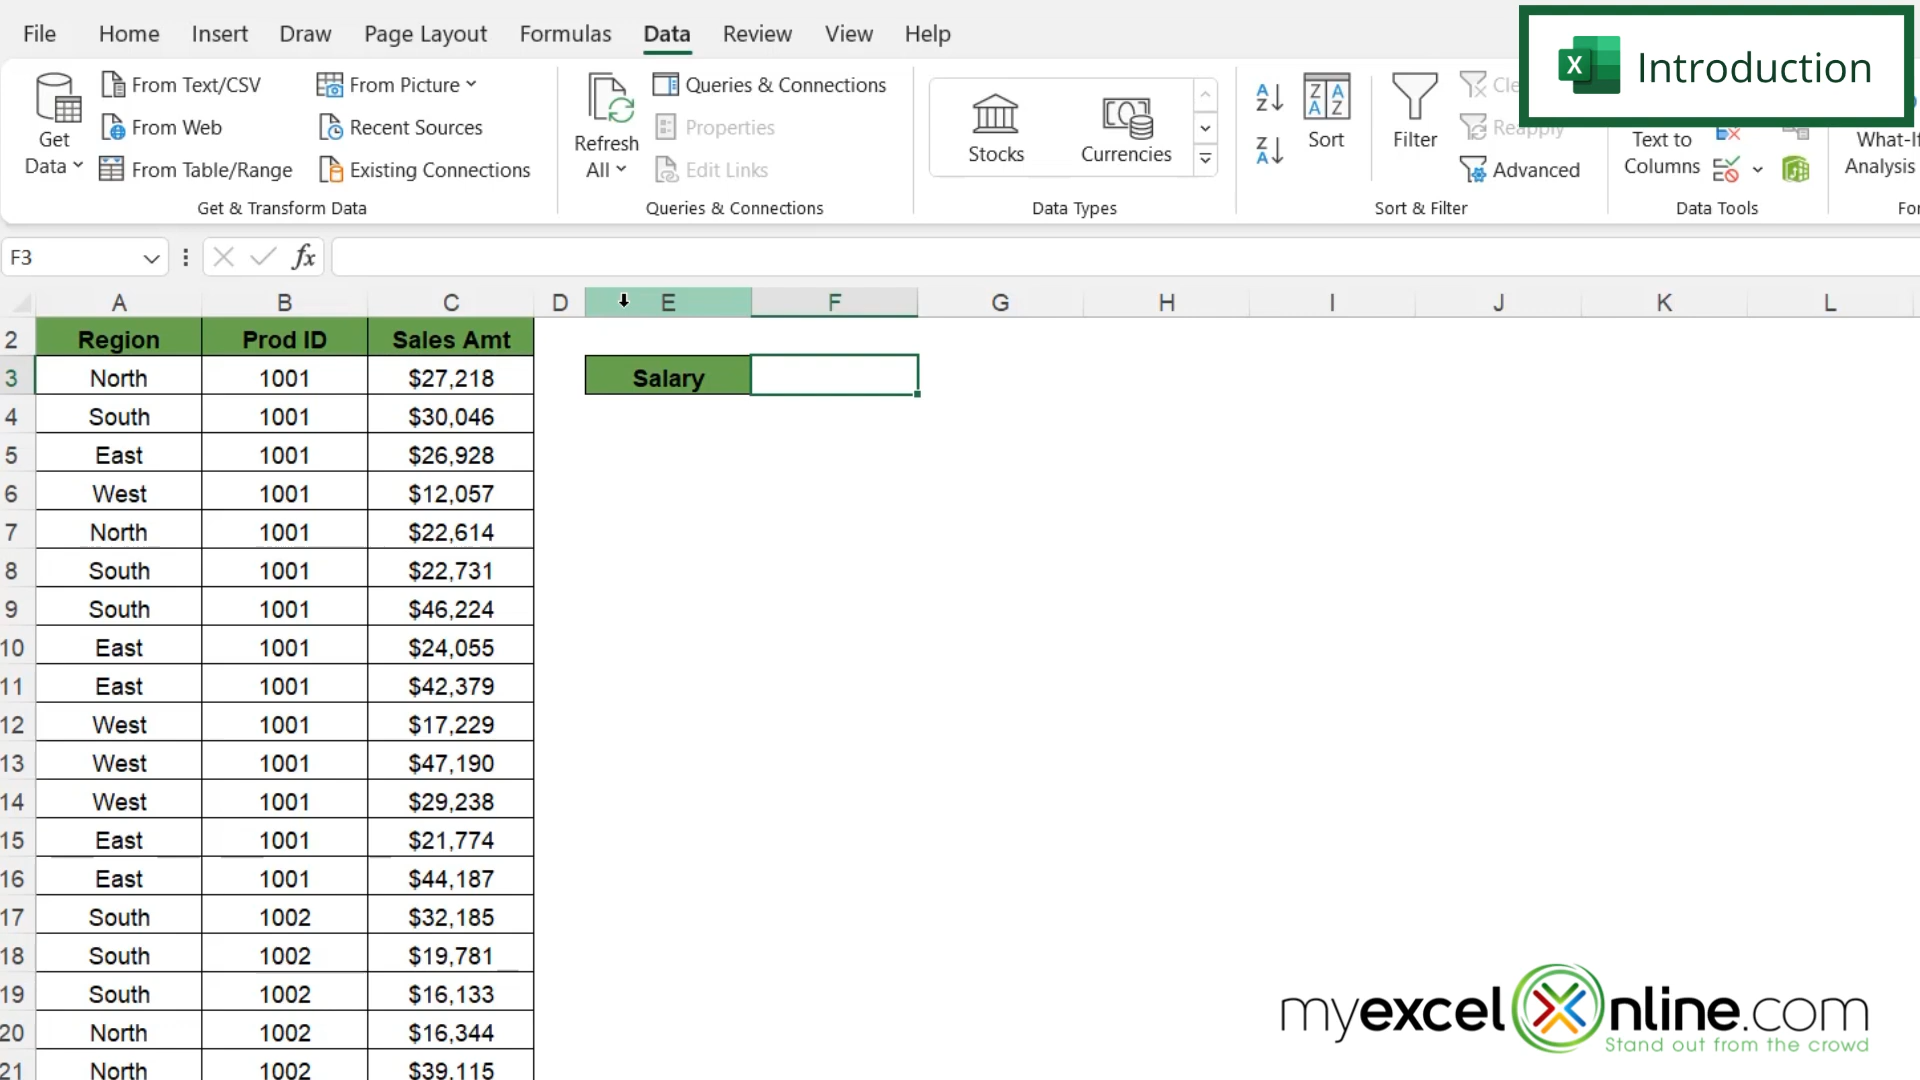 File Home Insert Draw Page Layout Formulas Data Review View Help
X Introduction
Get Data
From Text/CSV
From Web
From Table/Range
From Picture
Recent Sources
Existing Connections
Get & Transform Data
Refresh All
Queries & Connections
Properties
Edit Links
Queries & Connections
Stocks
Currencies
Data Types
Sort
Filter
Reapply
Advanced
Sort & Filter
Text to Columns
Data Tools
Analysis
F3 fx
A B C D E F G H I J K L
2 Region Prod ID Sales Amt
3 North 1001 $27,218 Salary
4 South 1001 $30,046
5 East 1001 $26,928
6 West 1001 $12,057
7 North 1001 $22,614
8 South 1001 $22,731
9 South 1001 $46,224
10 East 1001 $24,055
11 East 1001 $42,379
12 West 1001 $17,229
13 West 1001 $47,190
14 West 1001 $29,238
15 East 1001 $21,774
16 East 1001 $44,187
17 South 1002 $32,185
18 South 1002 $19,781
19 South 1002 $16,133
20 North 1002 $16,344
21 North 1002 $39,115
myexcelOnline.com
Stand out from the crowd